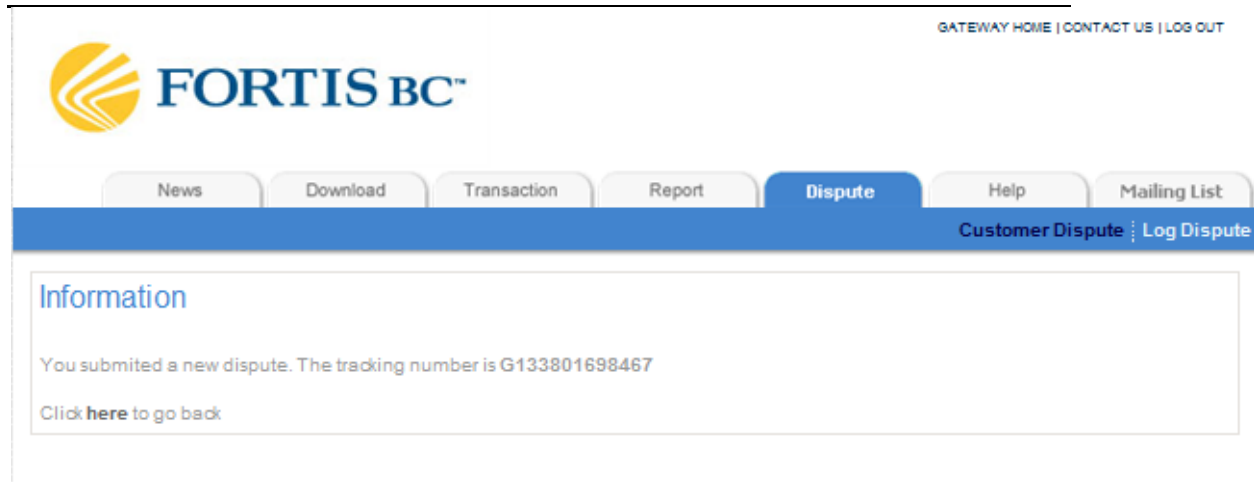 GATEWAY HOME | CONTACT US | LOG OUT
FORTIS BC™
News Download Transaction Report Dispute Help Mailing List
Customer Dispute Log Dispute
Information
You submited a new dispute. The tracking number is G133801698467
Click here to go back